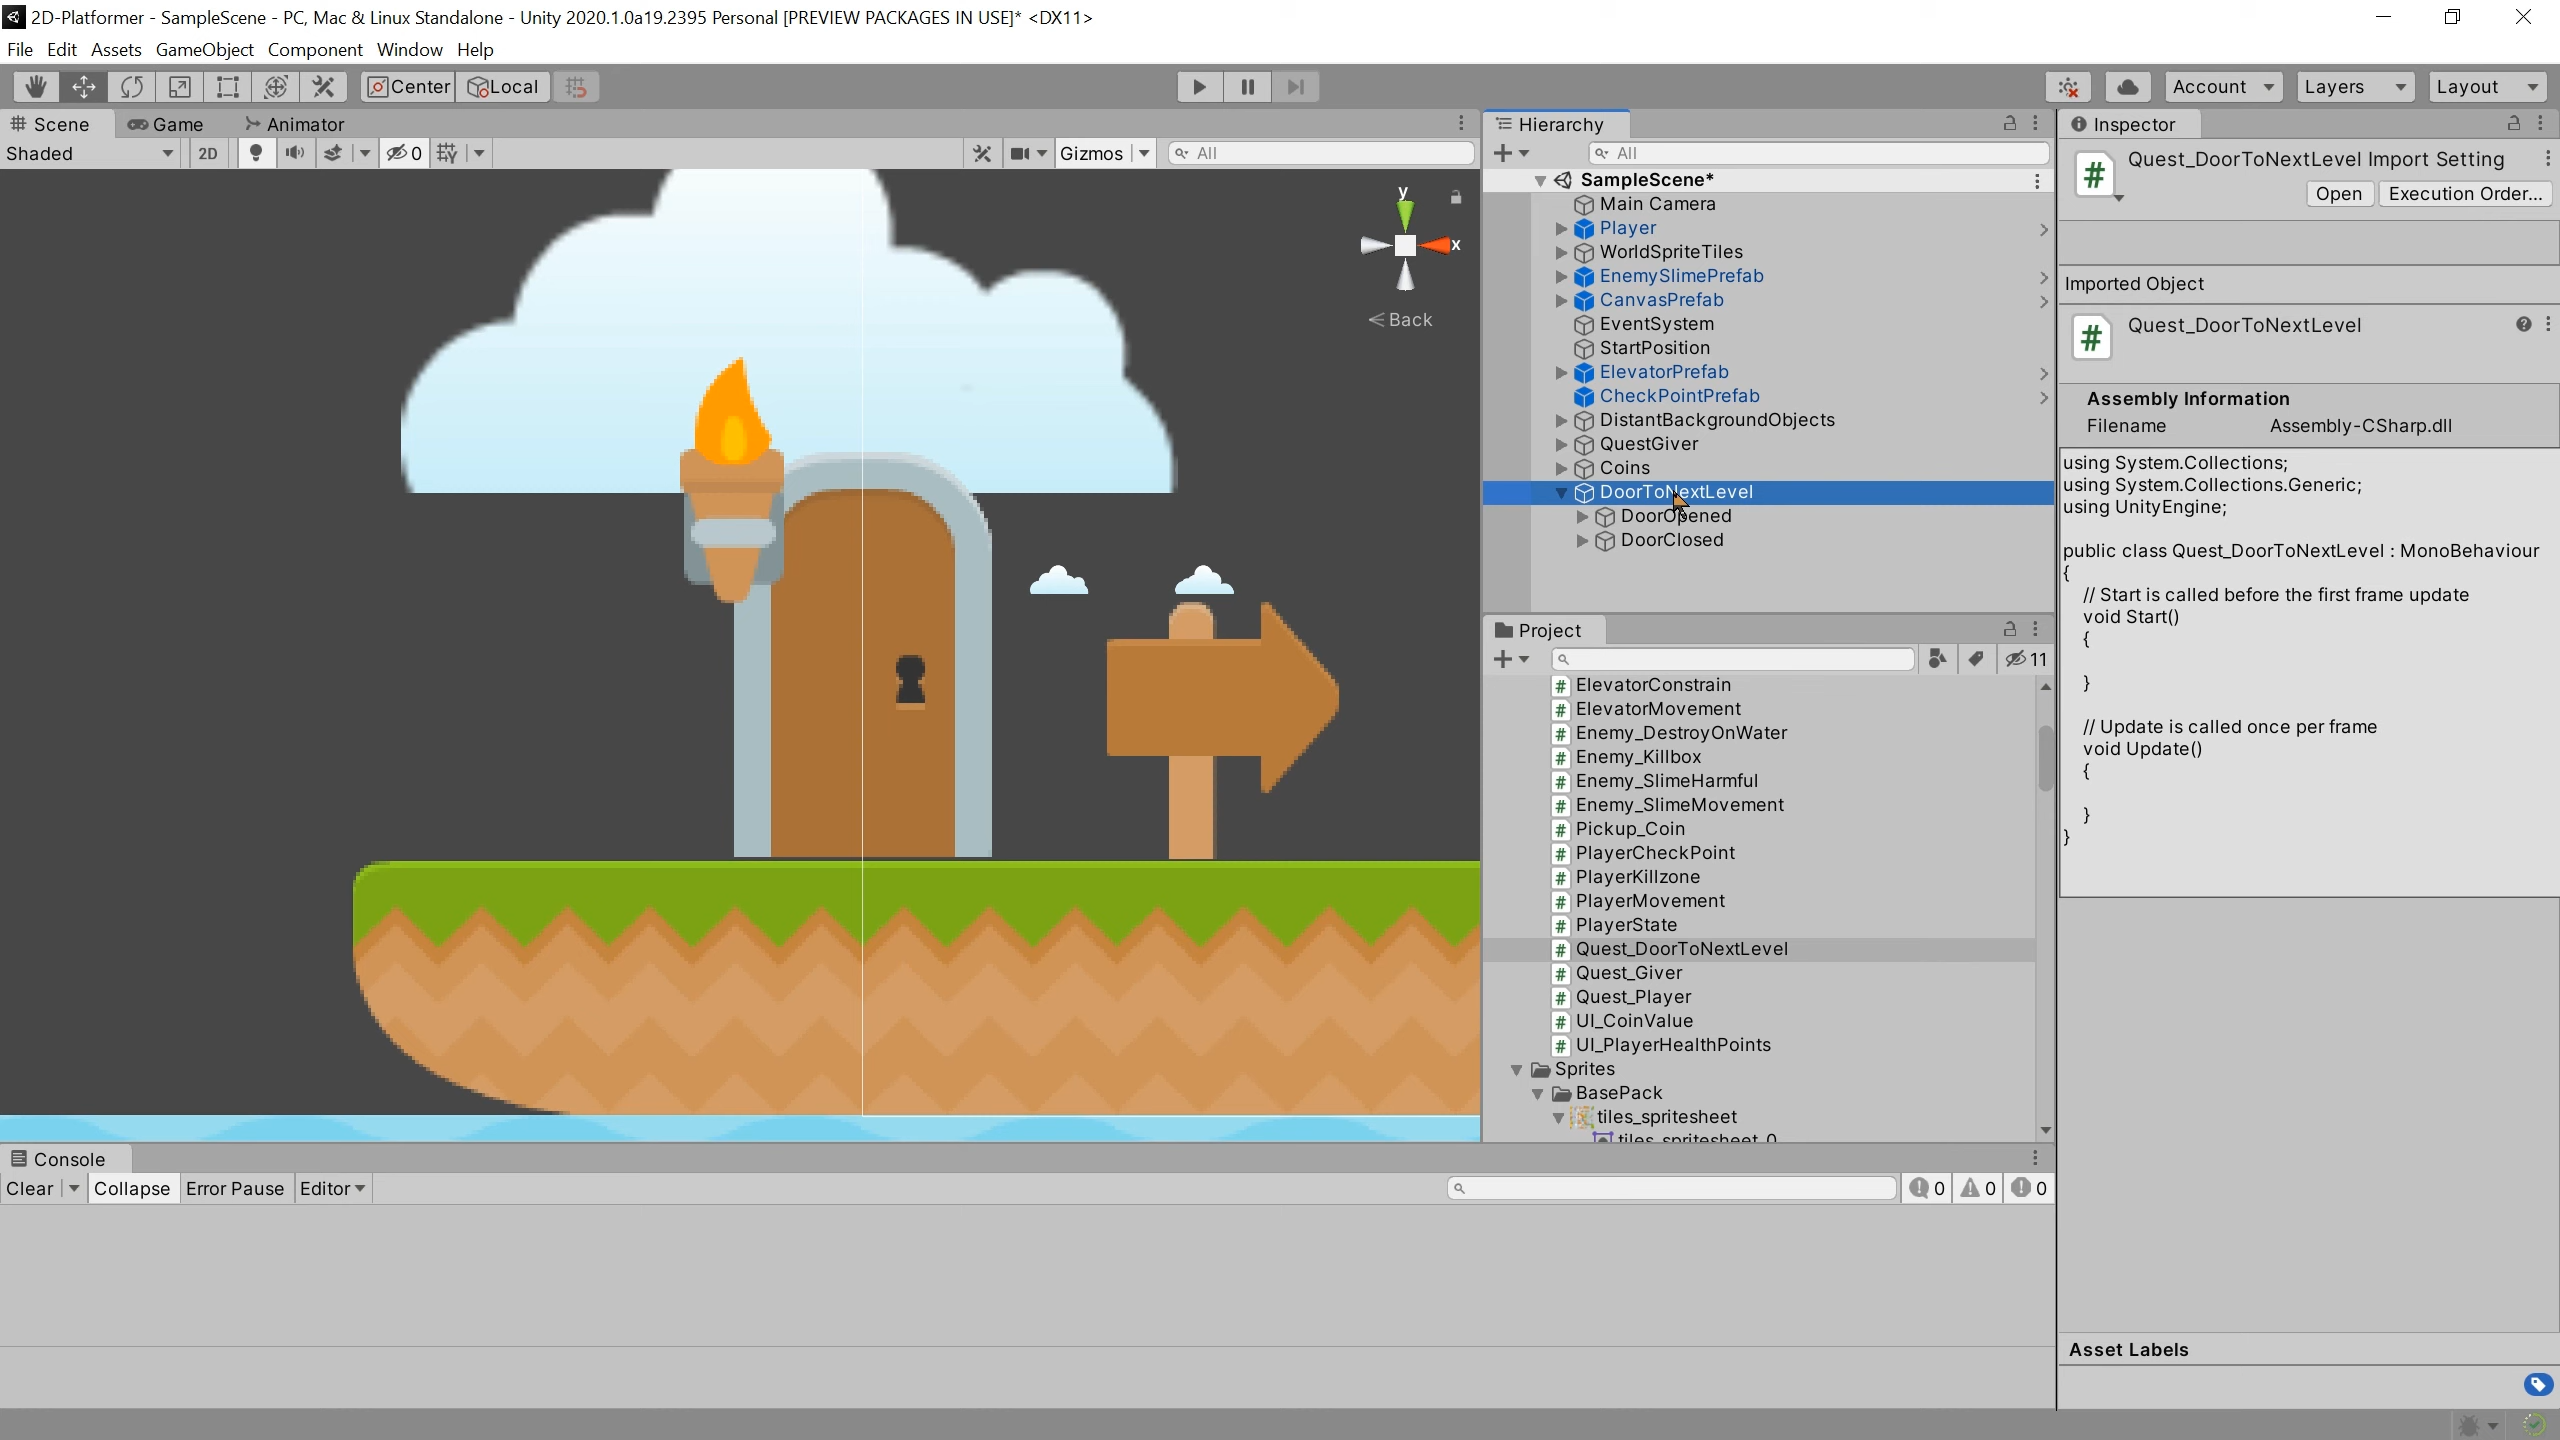 2D-Platformer - SampleScene - PC, Mac & Linux Standalone - Unity 2020.1.0a19.2395 Personal [PREVIEW PACKAGES IN USE]* <DX11>
File Edit Assets GameObject Component Window Help
Center Local Account Layers Layout
Scene Game Animator
Shaded 2D 0 Gizmos All
y
x
Back
Hierarchy
All
SampleScene*
Main Camera
Player
WorldSpriteTiles
EnemySlimePrefab
CanvasPrefab
EventSystem
StartPosition
ElevatorPrefab
CheckPointPrefab
DistantBackgroundObjects
QuestGiver
Coins
DoorToNextLevel
DoorOpened
DoorClosed
Project
11
ElevatorConstrain
ElevatorMovement
Enemy_DestroyOnWater
Enemy_Killbox
Enemy_SlimeHarmful
Enemy_SlimeMovement
Pickup_Coin
PlayerCheckPoint
PlayerKillzone
PlayerMovement
PlayerState
Quest_DoorToNextLevel
Quest_Giver
Quest_Player
UI_CoinValue
UI_PlayerHealthPoints
Sprites
BasePack
tiles_spritesheet
tiles_spritesheet_0
Inspector
Quest_DoorToNextLevel Import Setting
Open Execution Order...
Imported Object
Quest_DoorToNextLevel
Assembly Information
Filename Assembly-CSharp.dll
using System.Collections;
using System.Collections.Generic;
using UnityEngine;
public class Quest_DoorToNextLevel : MonoBehaviour
{
// Start is called before the first frame update
void Start()
{
}
// Update is called once per frame
void Update()
{
}
}
Asset Labels
Console
Clear Collapse Error Pause Editor 0 0 0